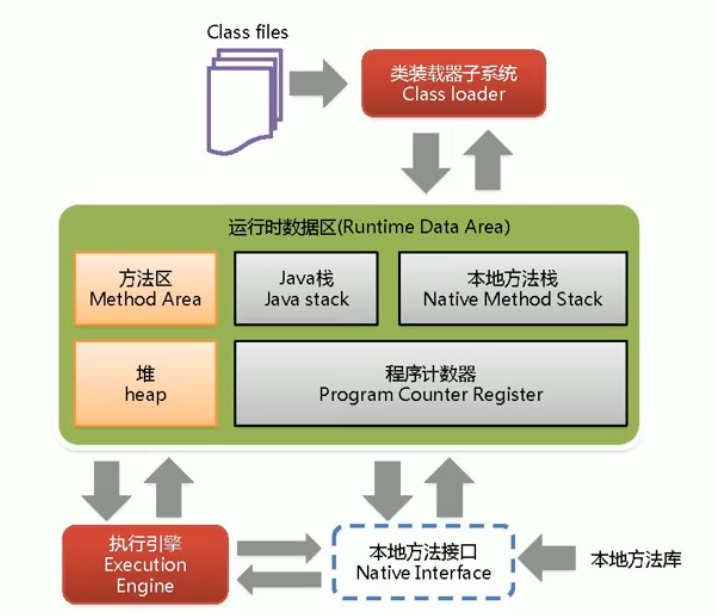 Class files
类装载器子系统
Class loader
运行时数据区(Runtime Data Area)
方法区
Method Area
Java栈
Java stack
本地方法栈
Native Method Stack
堆
heap
程序计数器
Program Counter Register
执行引擎
Execution
Engine
本地方法接口
Native Interface
本地方法库